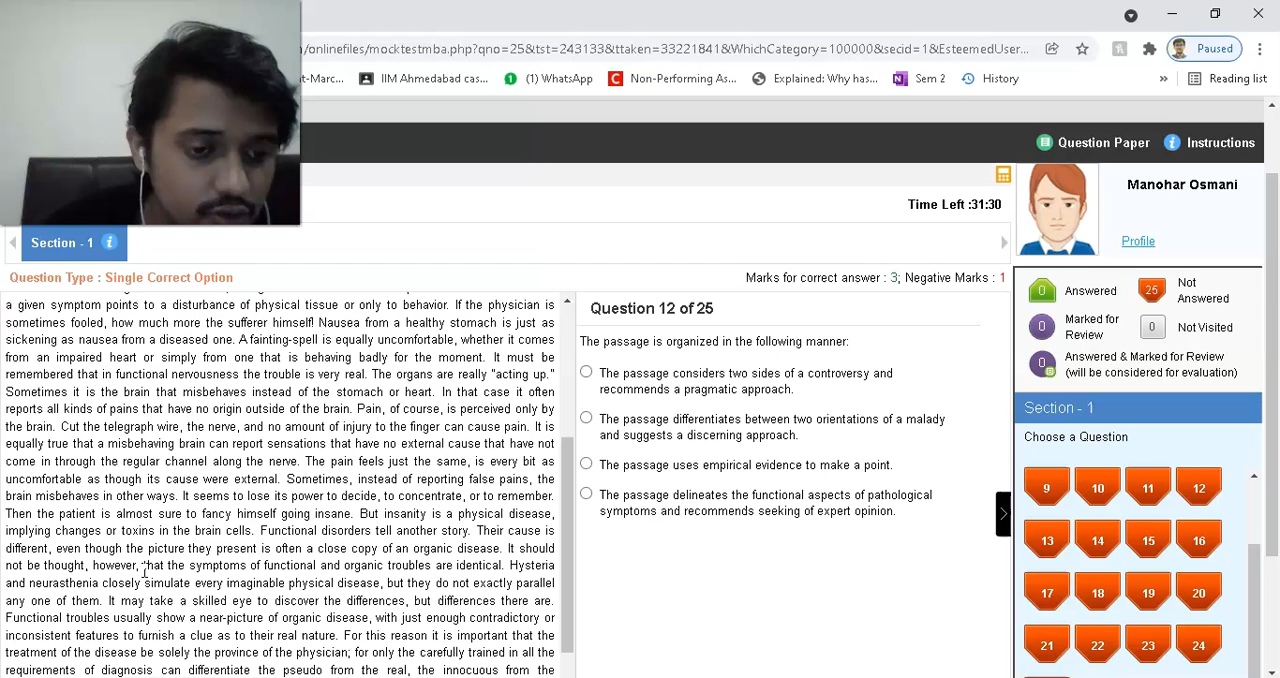 Paused
/onlinefiles/mocktestmba.php?qno=25&tst=243133&ttaken=33221841&WhichCategory=100000&secid=1&EsteemedUser...
t-Marc... IIM Ahmedabad cas... (1) WhatsApp Non-Performing As... Explained: Why has... Sem 2 History » Reading list
Question Paper i Instructions
Manohar Osmani
Time Left :31:30
Section - 1 i
Profile
Question Type : Single Correct Option
Marks for correct answer : 3; Negative Marks : 1
a given symptom points to a disturbance of physical tissue or only to behavior. If the physician is
sometimes fooled, how much more the sufferer himself! Nausea from a healthy stomach is just as
sickening as nausea from a diseased one. A fainting-spell is equally uncomfortable, whether it comes
from an impaired heart or simply from one that is behaving badly for the moment. It must be
remembered that in functional nervousness the trouble is very real. The organs are really "acting up."
Sometimes it is the brain that misbehaves instead of the stomach or heart. In that case it often
reports all kinds of pains that have no origin outside of the brain. Pain, of course, is perceived only by
the brain. Cut the telegraph wire, the nerve, and no amount of injury to the finger can cause pain. It is
equally true that a misbehaving brain can report sensations that have no external cause that have not
come in through the regular channel along the nerve. The pain feels just the same, is every bit as
uncomfortable as though its cause were external. Sometimes, instead of reporting false pains, the
brain misbehaves in other ways. It seems to lose its power to decide, to concentrate, or to remember.
Then the patient is almost sure to fancy himself going insane. But insanity is a physical disease,
implying changes or toxins in the brain cells. Functional disorders tell another story. Their cause is
different, even though the picture they present is often a close copy of an organic disease. It should
not be thought, however, that the symptoms of functional and organic troubles are identical. Hysteria
and neurasthenia closely simulate every imaginable physical disease, but they do not exactly parallel
any one of them. It may take a skilled eye to discover the differences, but differences there are.
Functional troubles usually show a near-picture of organic disease, with just enough contradictory or
inconsistent features to furnish a clue as to their real nature. For this reason it is important that the
treatment of the disease be solely the province of the physician; for only the carefully trained in all the
requirements of diagnosis can differentiate the pseudo from the real, the innocuous from the
Question 12 of 25
The passage is organized in the following manner:
The passage considers two sides of a controversy and
recommends a pragmatic approach.
The passage differentiates between two orientations of a malady
and suggests a discerning approach.
The passage uses empirical evidence to make a point.
The passage delineates the functional aspects of pathological
symptoms and recommends seeking of expert opinion.
0 Answered 25 Not
Answered
0 Marked for
Review 0 Not Visited
0 Answered & Marked for Review
(will be considered for evaluation)
Section - 1
Choose a Question
9 10 11 12
13 14 15 16
17 18 19 20
21 22 23 24